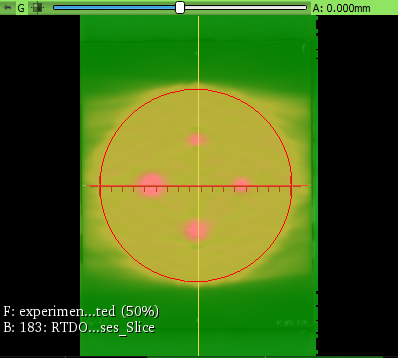 G
A: 0.000mm
F: experimen...ted (50%)
B: 183: RTDO...ses_Slice